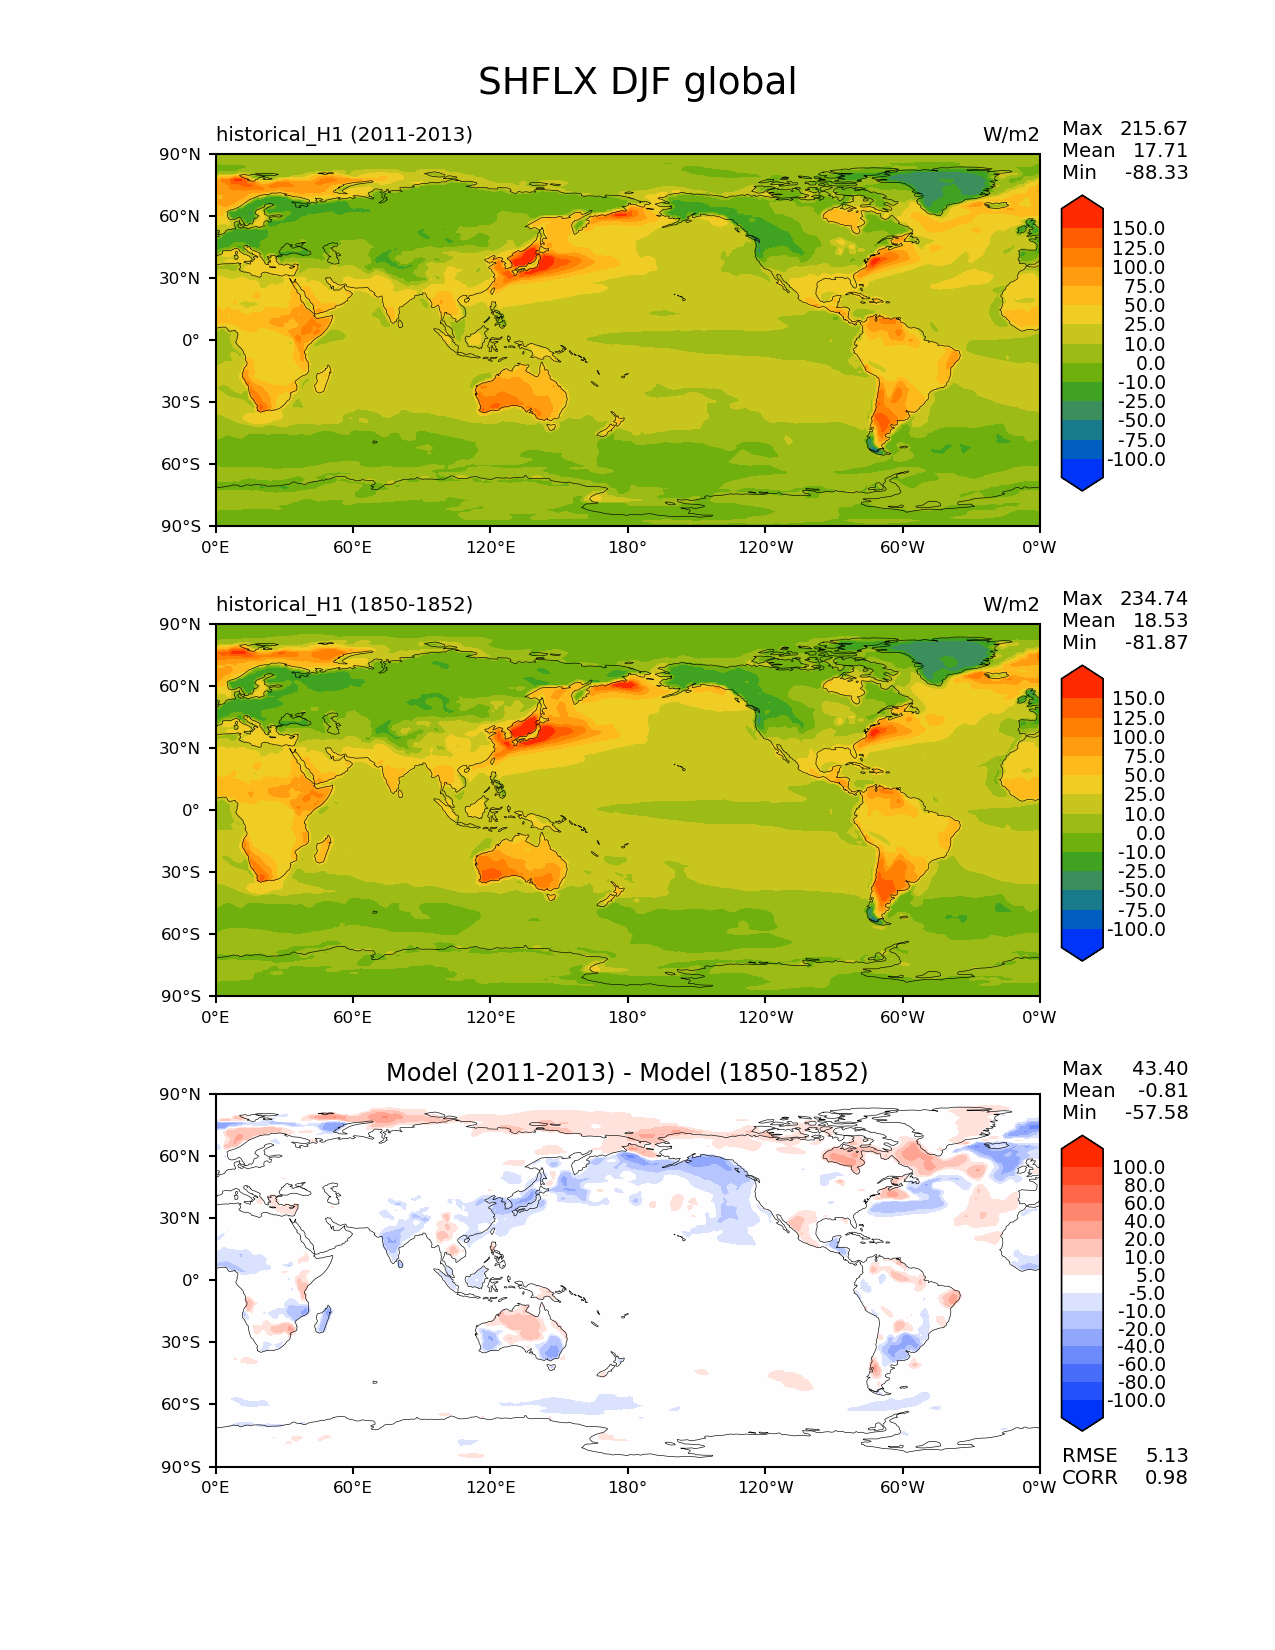 SHFLX DJF global
historical_H1 (2011-2013) W/m2
Max 215.67
Mean 17.71
Min -88.33
90°N
60°N
30°N
0°
30°S
60°S
90°S
0°E 60°E 120°E 180° 120°W 60°W 0°W
150.0
125.0
100.0
75.0
50.0
25.0
10.0
0.0
-10.0
-25.0
-50.0
-75.0
-100.0
historical_H1 (1850-1852) W/m2
Max 234.74
Mean 18.53
Min -81.87
90°N
60°N
30°N
0°
30°S
60°S
90°S
0°E 60°E 120°E 180° 120°W 60°W 0°W
150.0
125.0
100.0
75.0
50.0
25.0
10.0
0.0
-10.0
-25.0
-50.0
-75.0
-100.0
Model (2011-2013) - Model (1850-1852)
Max 43.40
Mean -0.81
Min -57.58
90°N
60°N
30°N
0°
30°S
60°S
90°S
0°E 60°E 120°E 180° 120°W 60°W 0°W
100.0
80.0
60.0
40.0
20.0
10.0
5.0
-5.0
-10.0
-20.0
-40.0
-60.0
-80.0
-100.0
RMSE 5.13
CORR 0.98